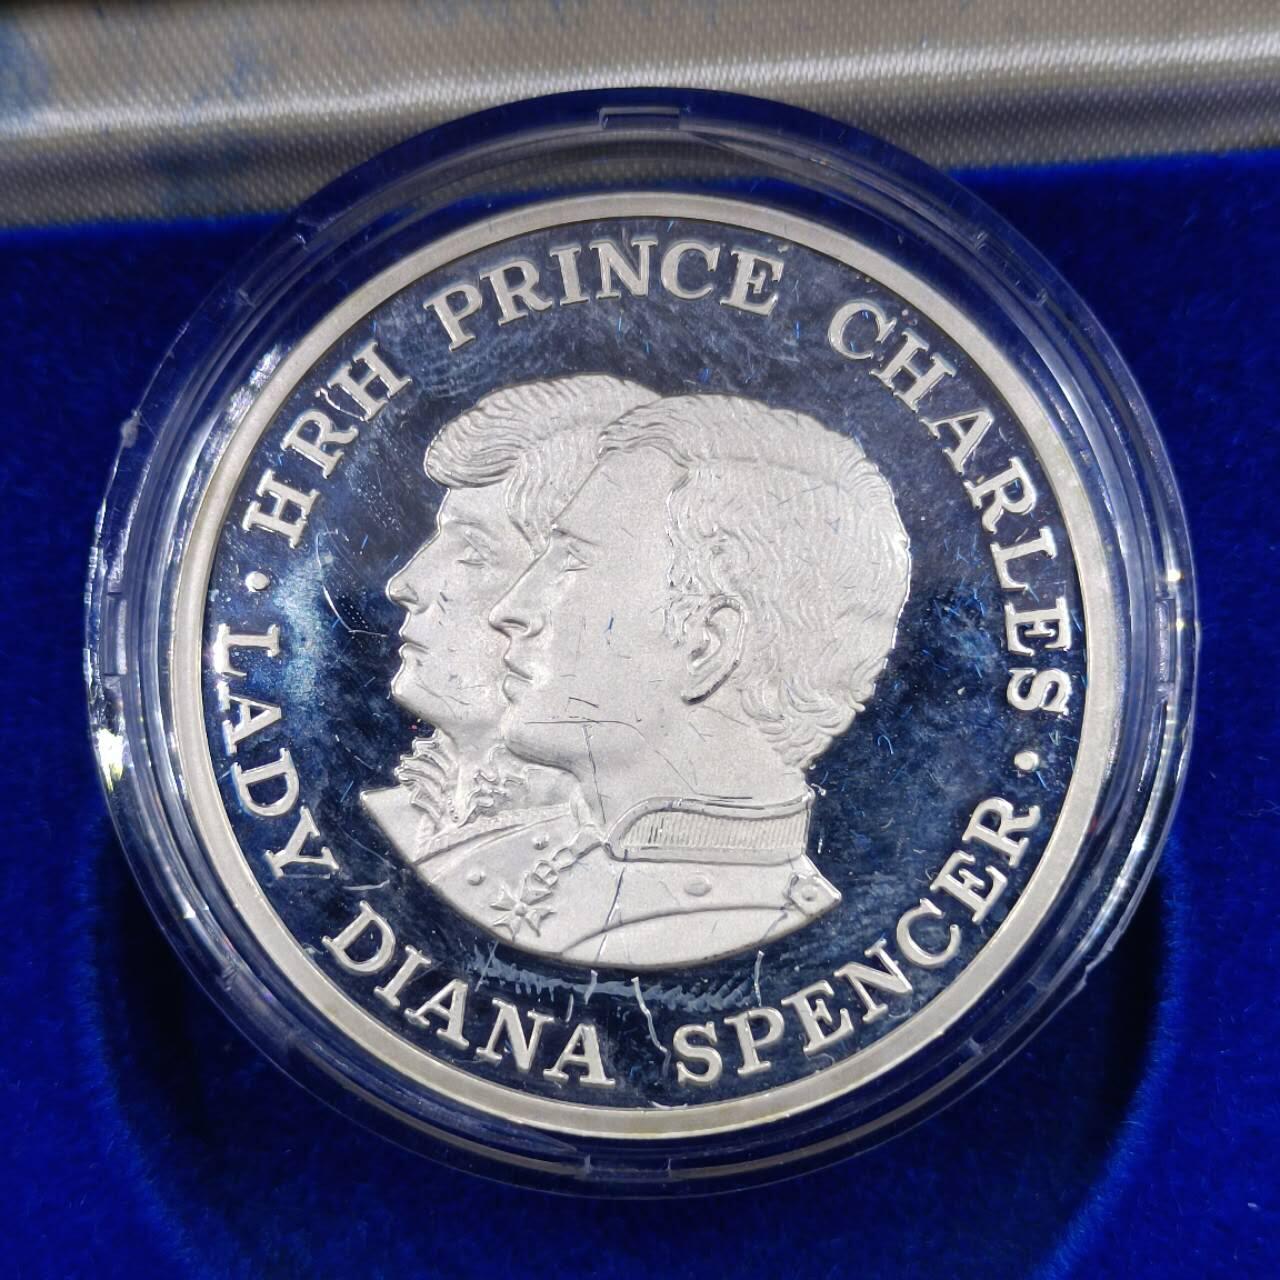 HRH PRINCE CHARLES
· LADY DIANA SPENCER ·